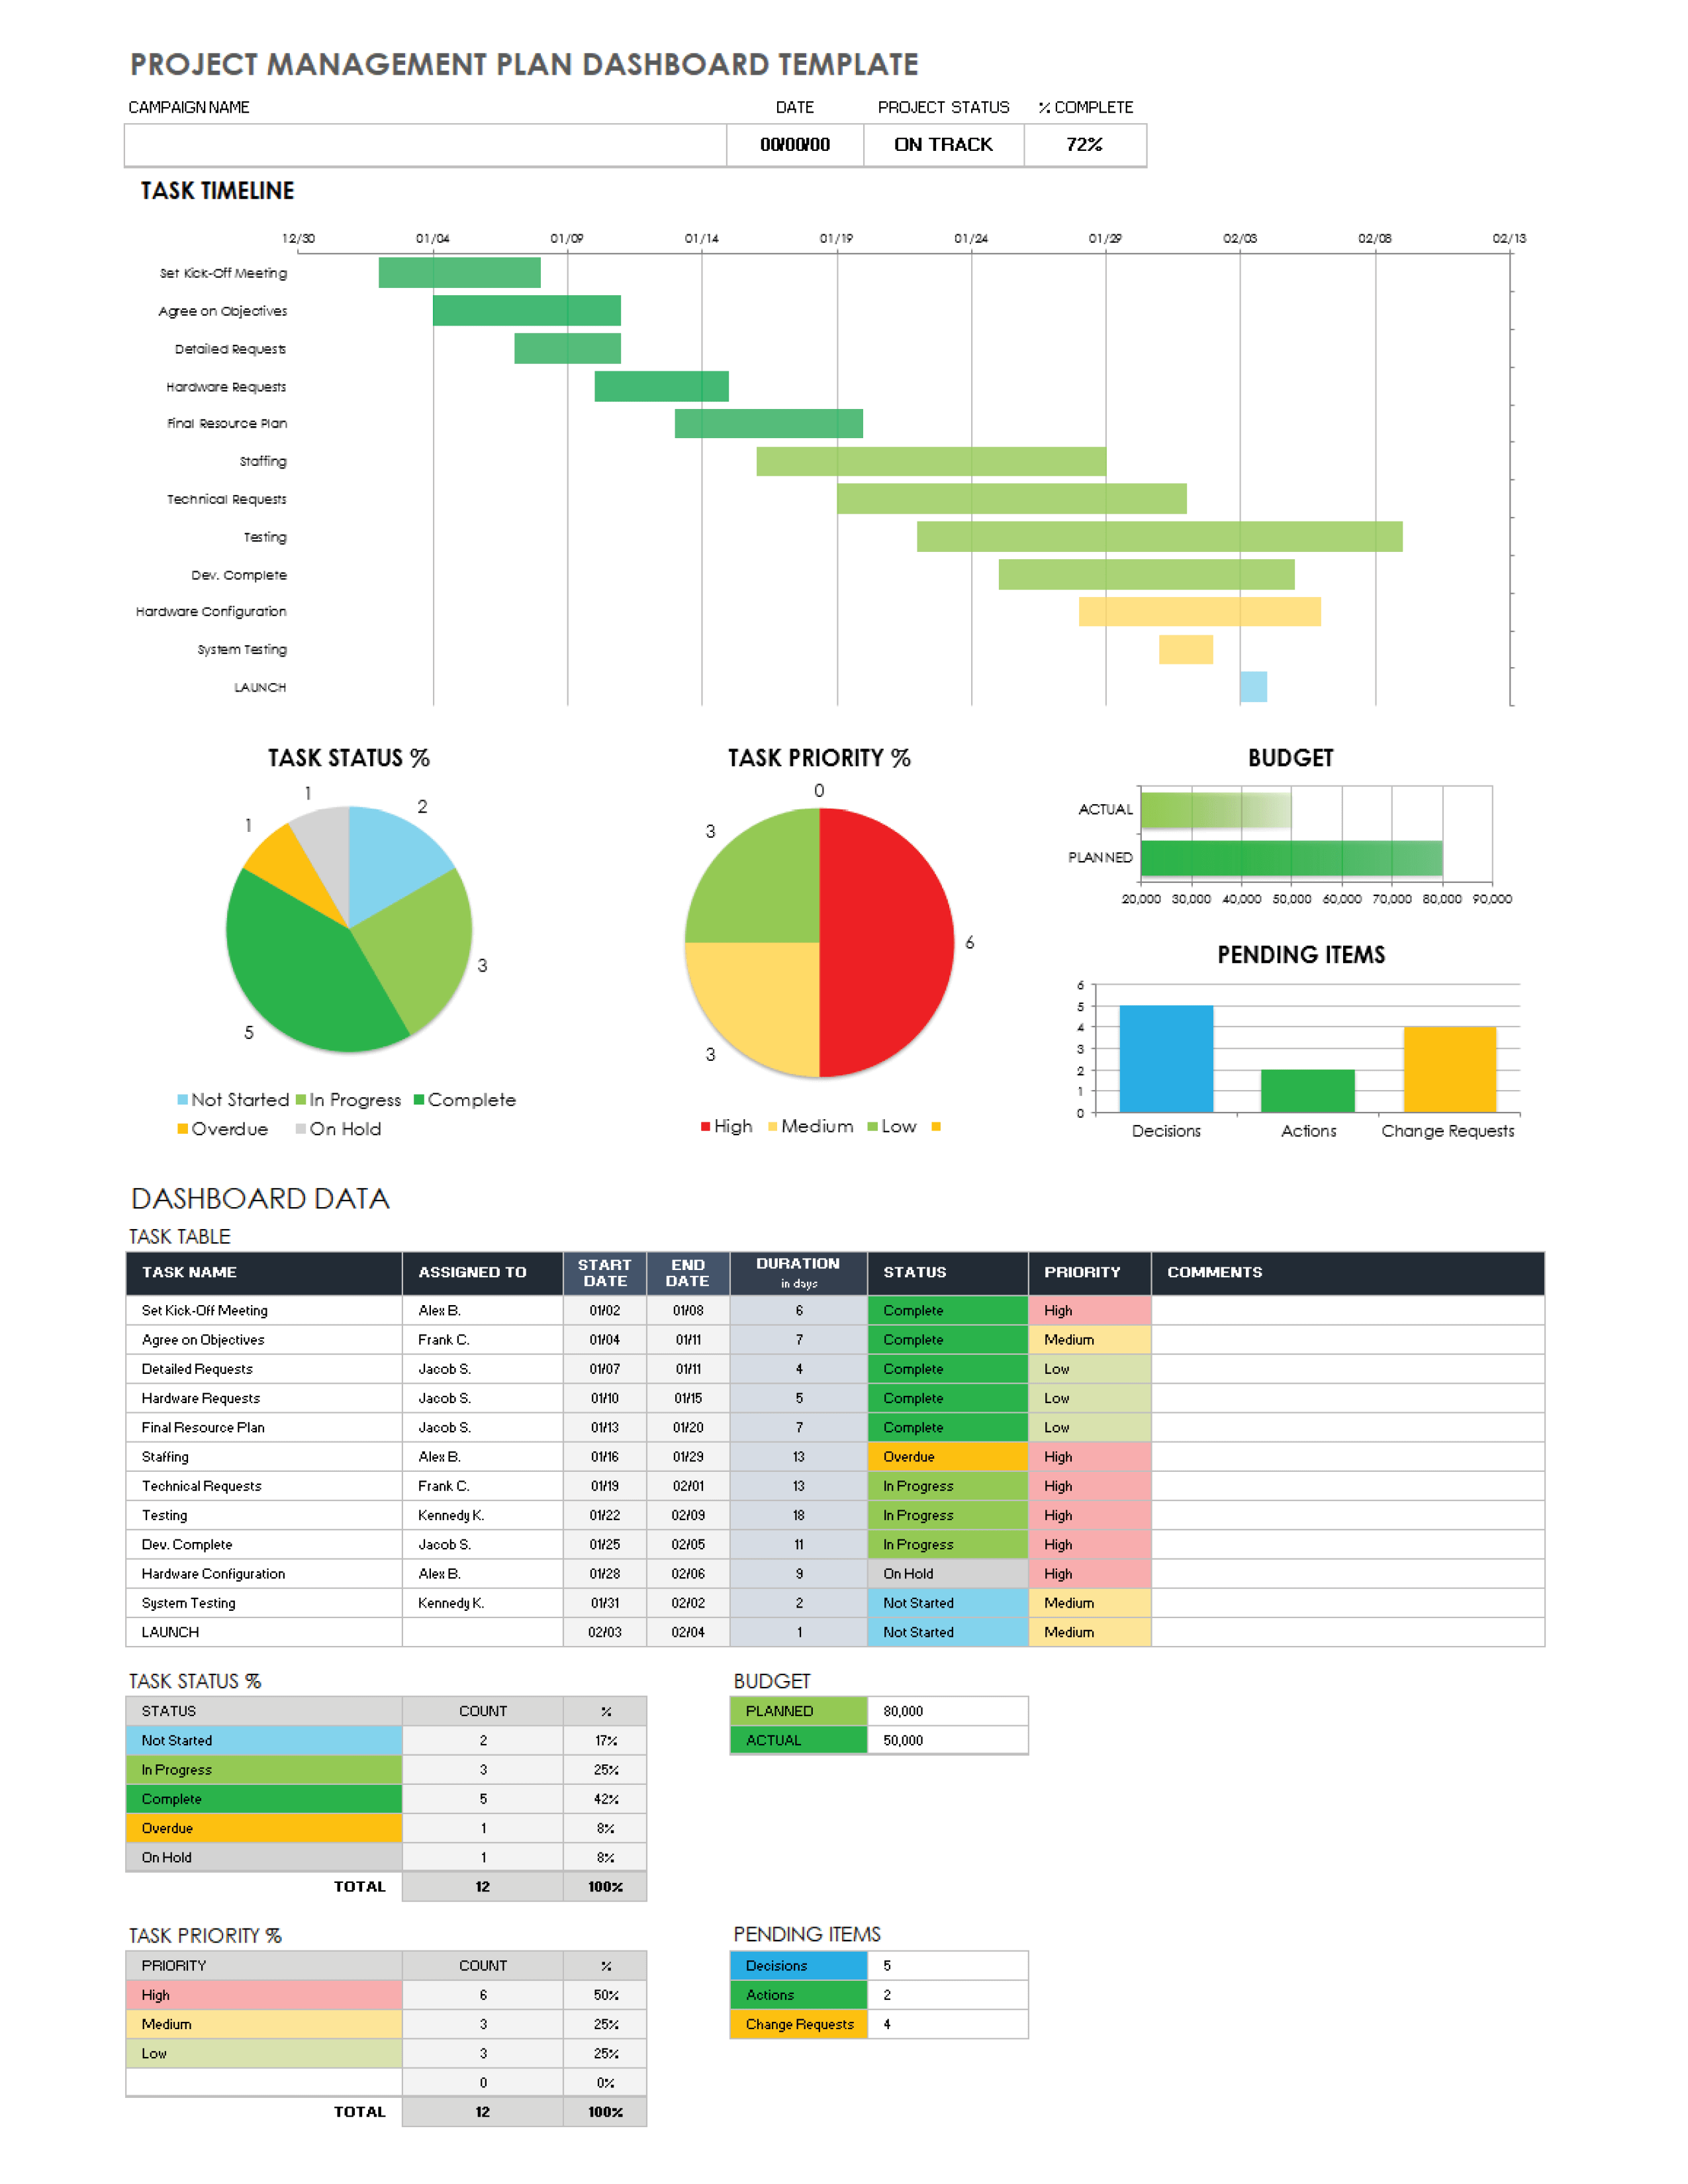 PROJECT MANAGEMENT PLAN DASHBOARD TEMPLATE
CAMPAIGN NAME DATE PROJECT STATUS % COMPLETE
00/00/00 ON TRACK 72%
TASK TIMELINE
12/30 01/04 01/09 01/14 01/19 01/24 01/29 02/03 02/08 02/13
Set Kick-Off Meeting
Agree on Objectives
Detailed Requests
Hardware Requests
Final Resource Plan
Staffing
Technical Requests
Testing
Dev. Complete
Hardware Configuration
System Testing
LAUNCH
TASK STATUS %
1
2
1
3
5
Not Started In Progress Complete
Overdue On Hold
TASK PRIORITY %
0
3
6
3
High Medium Low
BUDGET
ACTUAL
PLANNED
20,000 30,000 40,000 50,000 60,000 70,000 80,000 90,000
PENDING ITEMS
6
5
4
3
2
1
0
Decisions Actions Change Requests
DASHBOARD DATA
TASK TABLE
TASK NAME ASSIGNED TO START DATE END DATE DURATION in days STATUS PRIORITY COMMENTS
Set Kick-Off Meeting Alex B. 01/02 01/08 6 Complete High
Agree on Objectives Frank C. 01/04 01/11 7 Complete Medium
Detailed Requests Jacob S. 01/07 01/11 4 Complete Low
Hardware Requests Jacob S. 01/10 01/15 5 Complete Low
Final Resource Plan Jacob S. 01/13 01/20 7 Complete Low
Staffing Alex B. 01/16 01/29 13 Overdue High
Technical Requests Frank C. 01/19 02/01 13 In Progress High
Testing Kennedy K. 01/22 02/09 18 In Progress High
Dev. Complete Jacob S. 01/25 02/05 11 In Progress High
Hardware Configuration Alex B. 01/28 02/06 9 On Hold High
System Testing Kennedy K. 01/31 02/02 2 Not Started Medium
LAUNCH 02/03 02/04 1 Not Started Medium
TASK STATUS %
STATUS COUNT %
Not Started 2 17%
In Progress 3 25%
Complete 5 42%
Overdue 1 8%
On Hold 1 8%
TOTAL 12 100%
BUDGET
PLANNED 80,000
ACTUAL 50,000
TASK PRIORITY %
PRIORITY COUNT %
High 6 50%
Medium 3 25%
Low 3 25%
0 0%
TOTAL 12 100%
PENDING ITEMS
Decisions 5
Actions 2
Change Requests 4